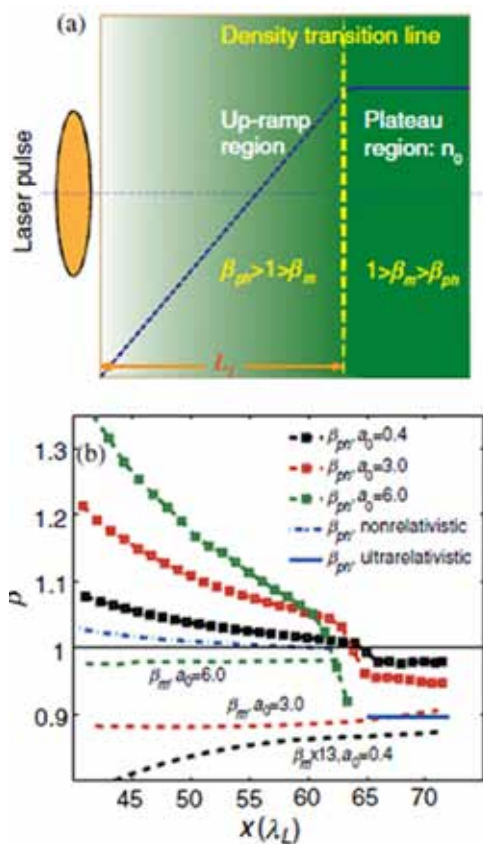 (a)
Density transition line
Up-ramp region
Plateau region: n₀
Laser pulse
βph>1>βm
1>βm>βph
(b)
βph, a₀=0.4
βph, a₀=3.0
βph, a₀=6.0
βph, nonrelativistic
βph, ultrarelativistic
1.3
1.2
1.1
1
0.9
βm, a₀=6.0
βm, a₀=3.0
βm×13, a₀=0.4
45 50 55 60 65 70 75
x(λL)